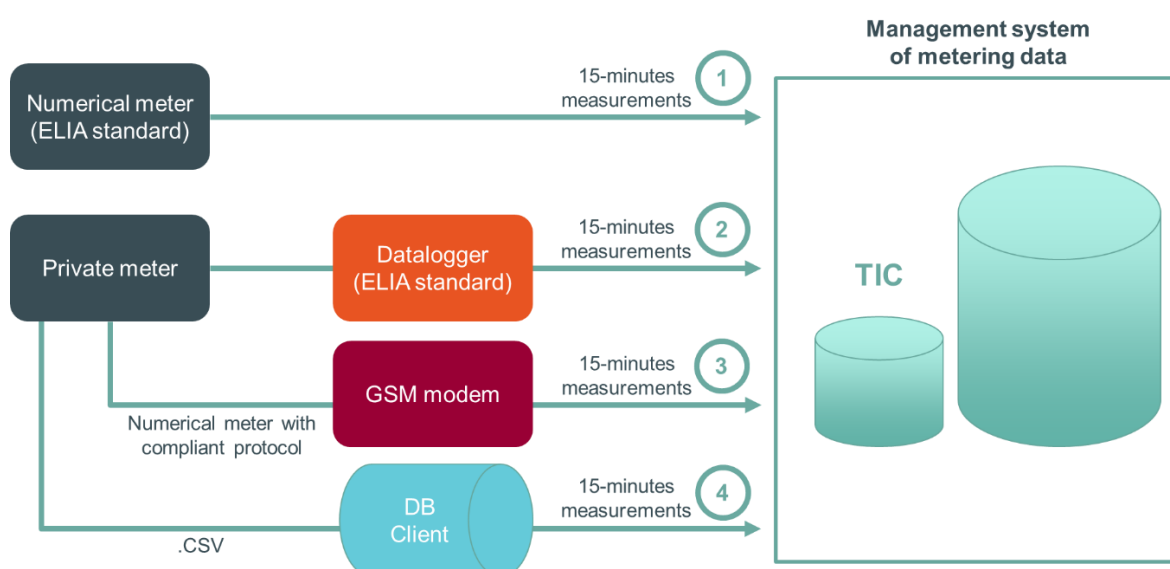 Management system
of metering data
Numerical meter
(ELIA standard)
15-minutes
measurements
1
Private meter
Datalogger
(ELIA standard)
15-minutes
measurements
2
TIC
GSM modem
15-minutes
measurements
3
Numerical meter with
compliant protocol
DB
Client
15-minutes
measurements
4
.CSV